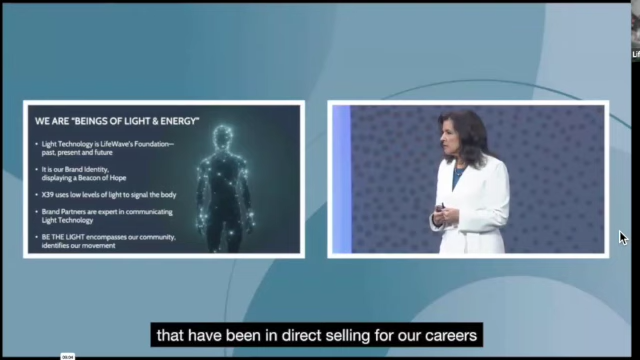 WE ARE "BEINGS OF LIGHT & ENERGY"
• Light Technology is LifeWave's Foundation—
past, present and future
• It is our Brand Identity,
displaying a Beacon of Hope
• X39 uses low levels of light to signal the body
• Brand Partners are expert in communicating
Light Technology
• BE THE LIGHT encompasses our community,
identifies our movement
that have been in direct selling for our careers